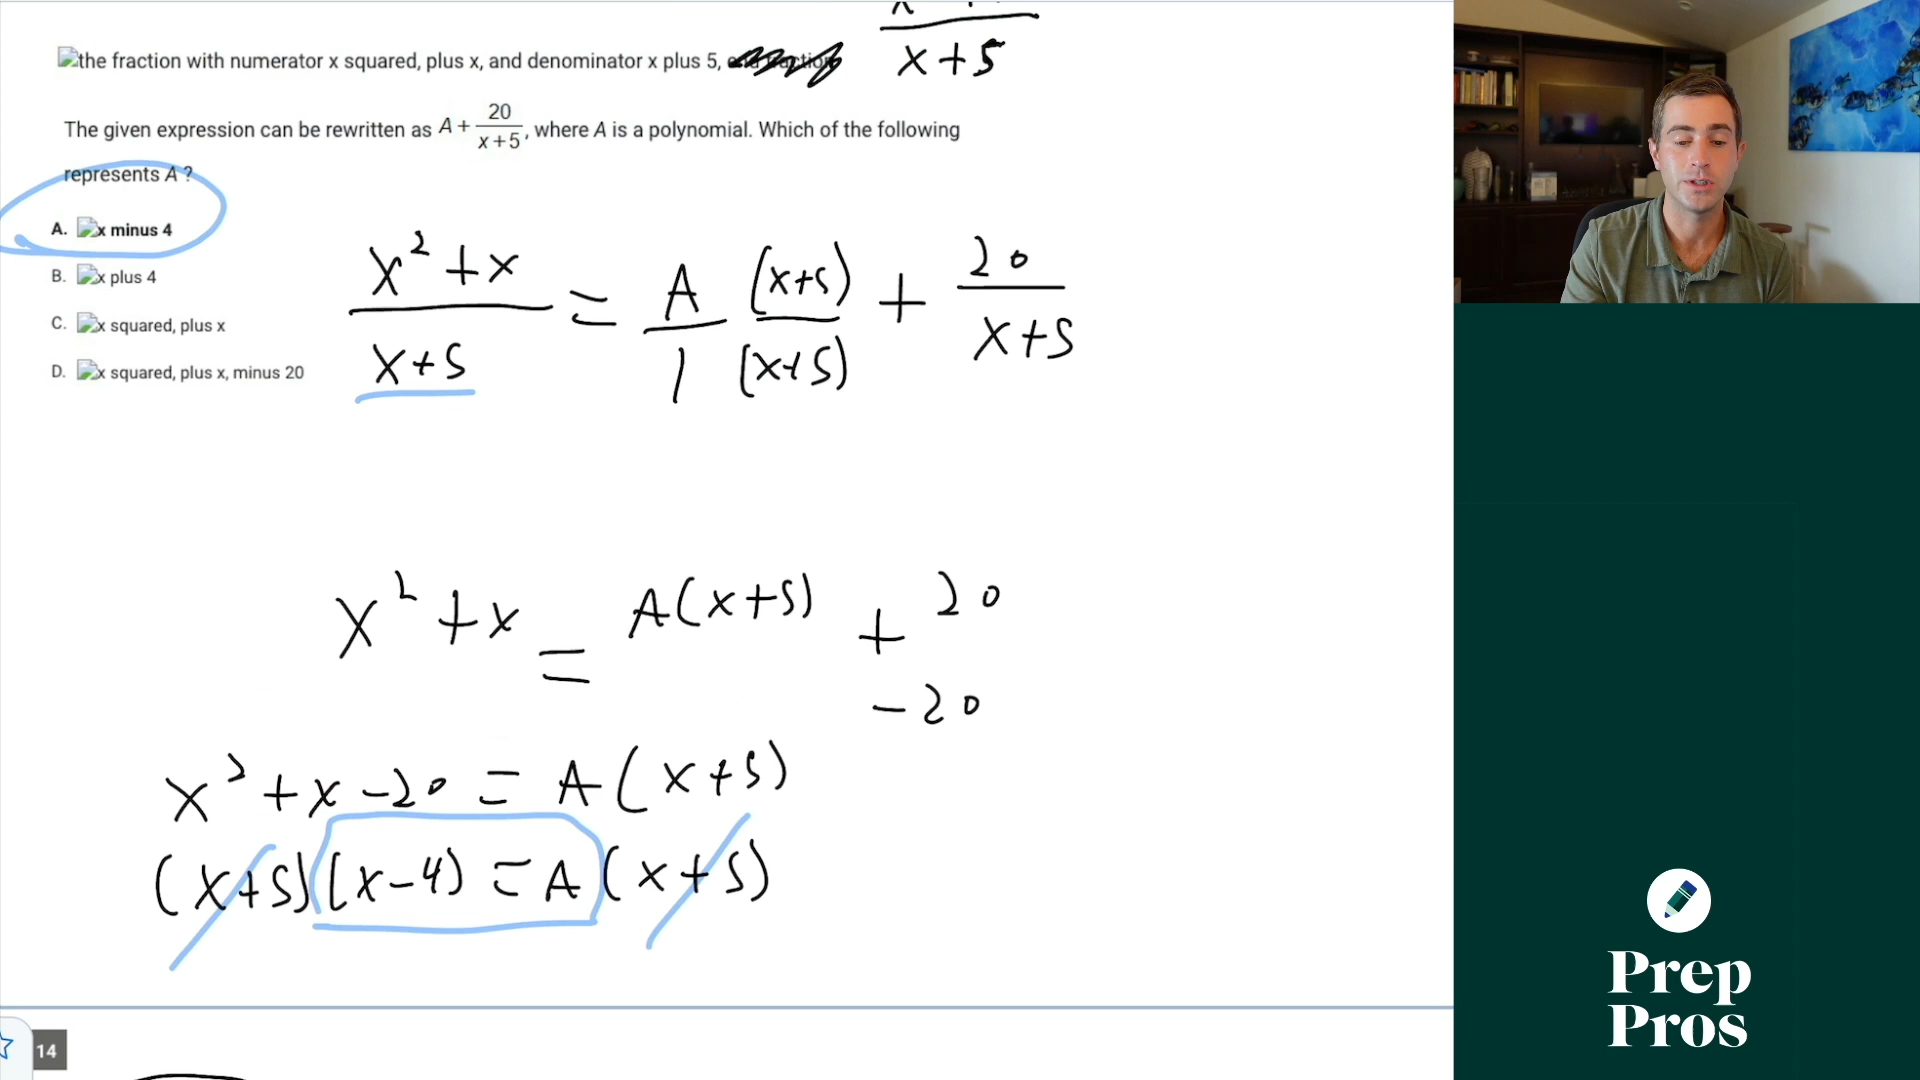 the fraction with numerator x squared, plus x, and denominator x plus 5,
x+5
The given expression can be rewritten as A + 20/x+5, where A is a polynomial. Which of the following
represents A ?
A. x minus 4
B. x plus 4
C. x squared, plus x
D. x squared, plus x, minus 20
x² + x / x+5 = A/1 (x+5)/(x+5) + 20/x+5
x² + x = A(x+5) + 20
-20
x² + x - 20 = A(x+5)
(x+5)(x-4) = A(x+5)
14
Prep
Pros